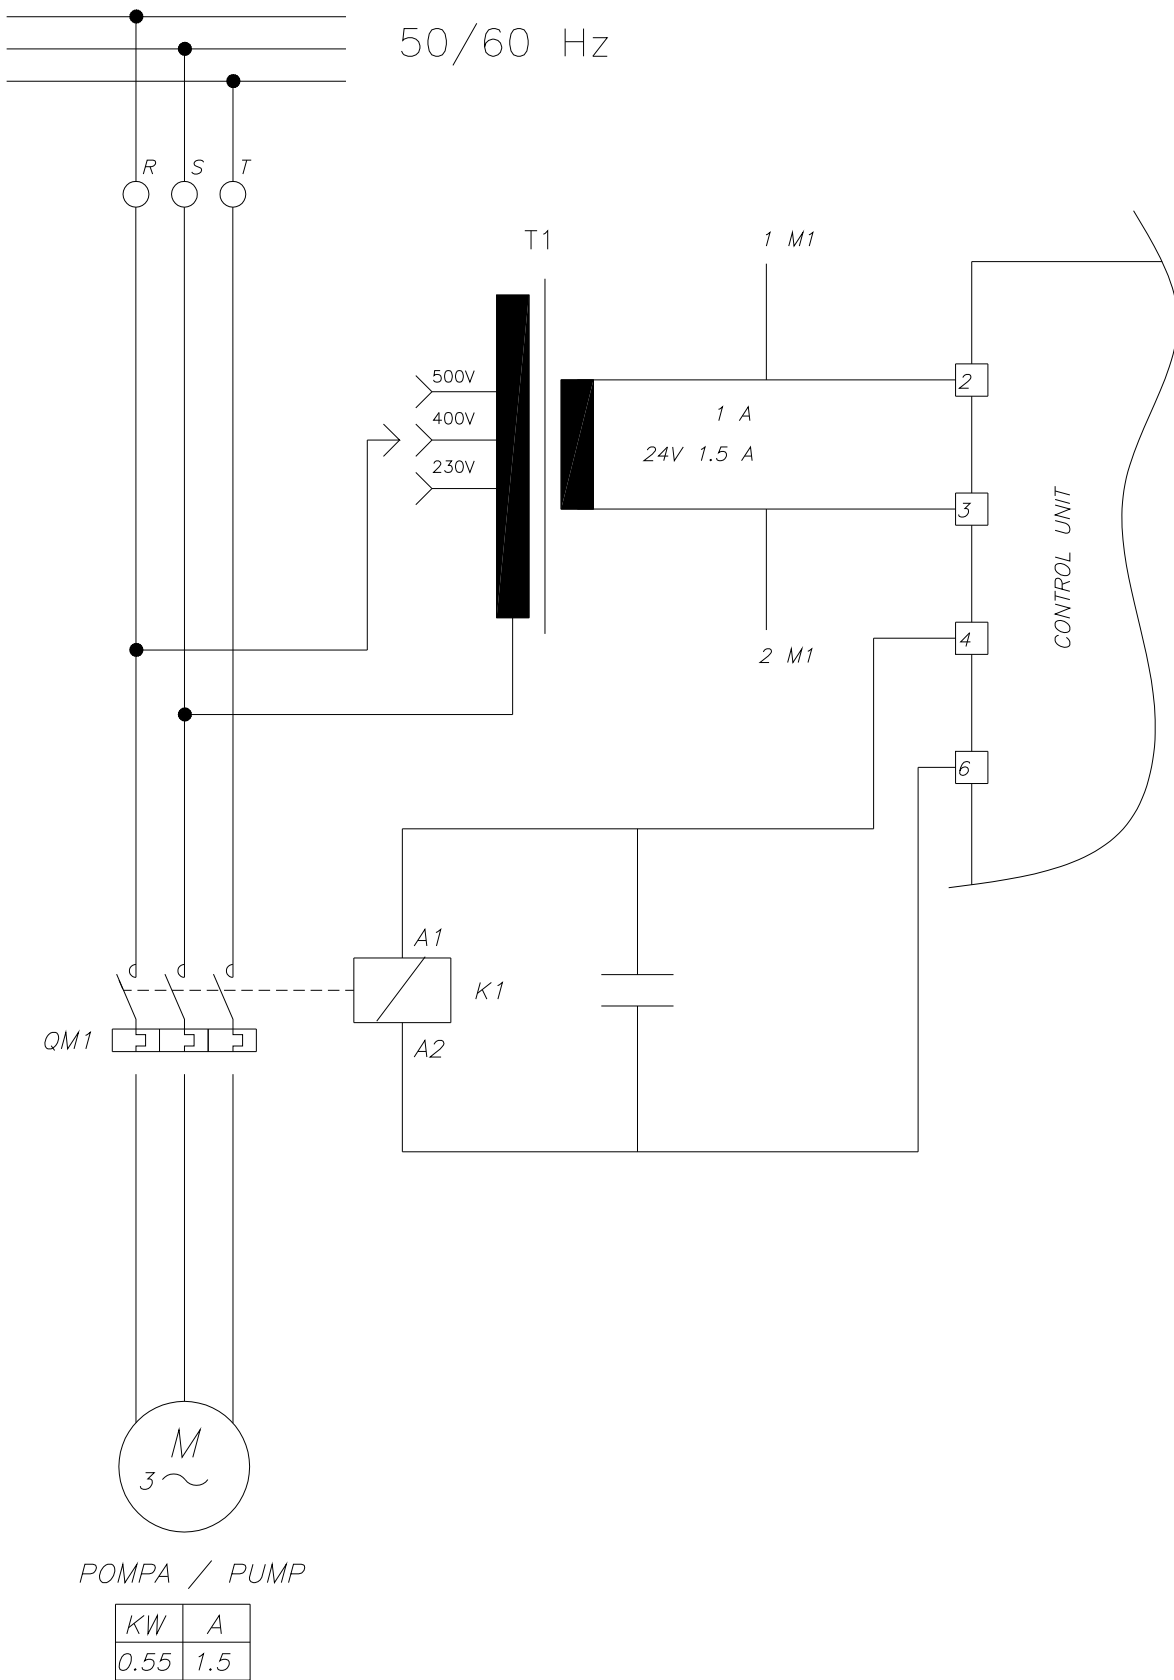 50/60 Hz
R S T
T1
1 M1
500V
400V
230V
1 A
24V 1.5 A
2
3
4
6
CONTROL UNIT
2 M1
A1
K1
A2
QM1
M
3
POMPA / PUMP
KW A
0.55 1.5